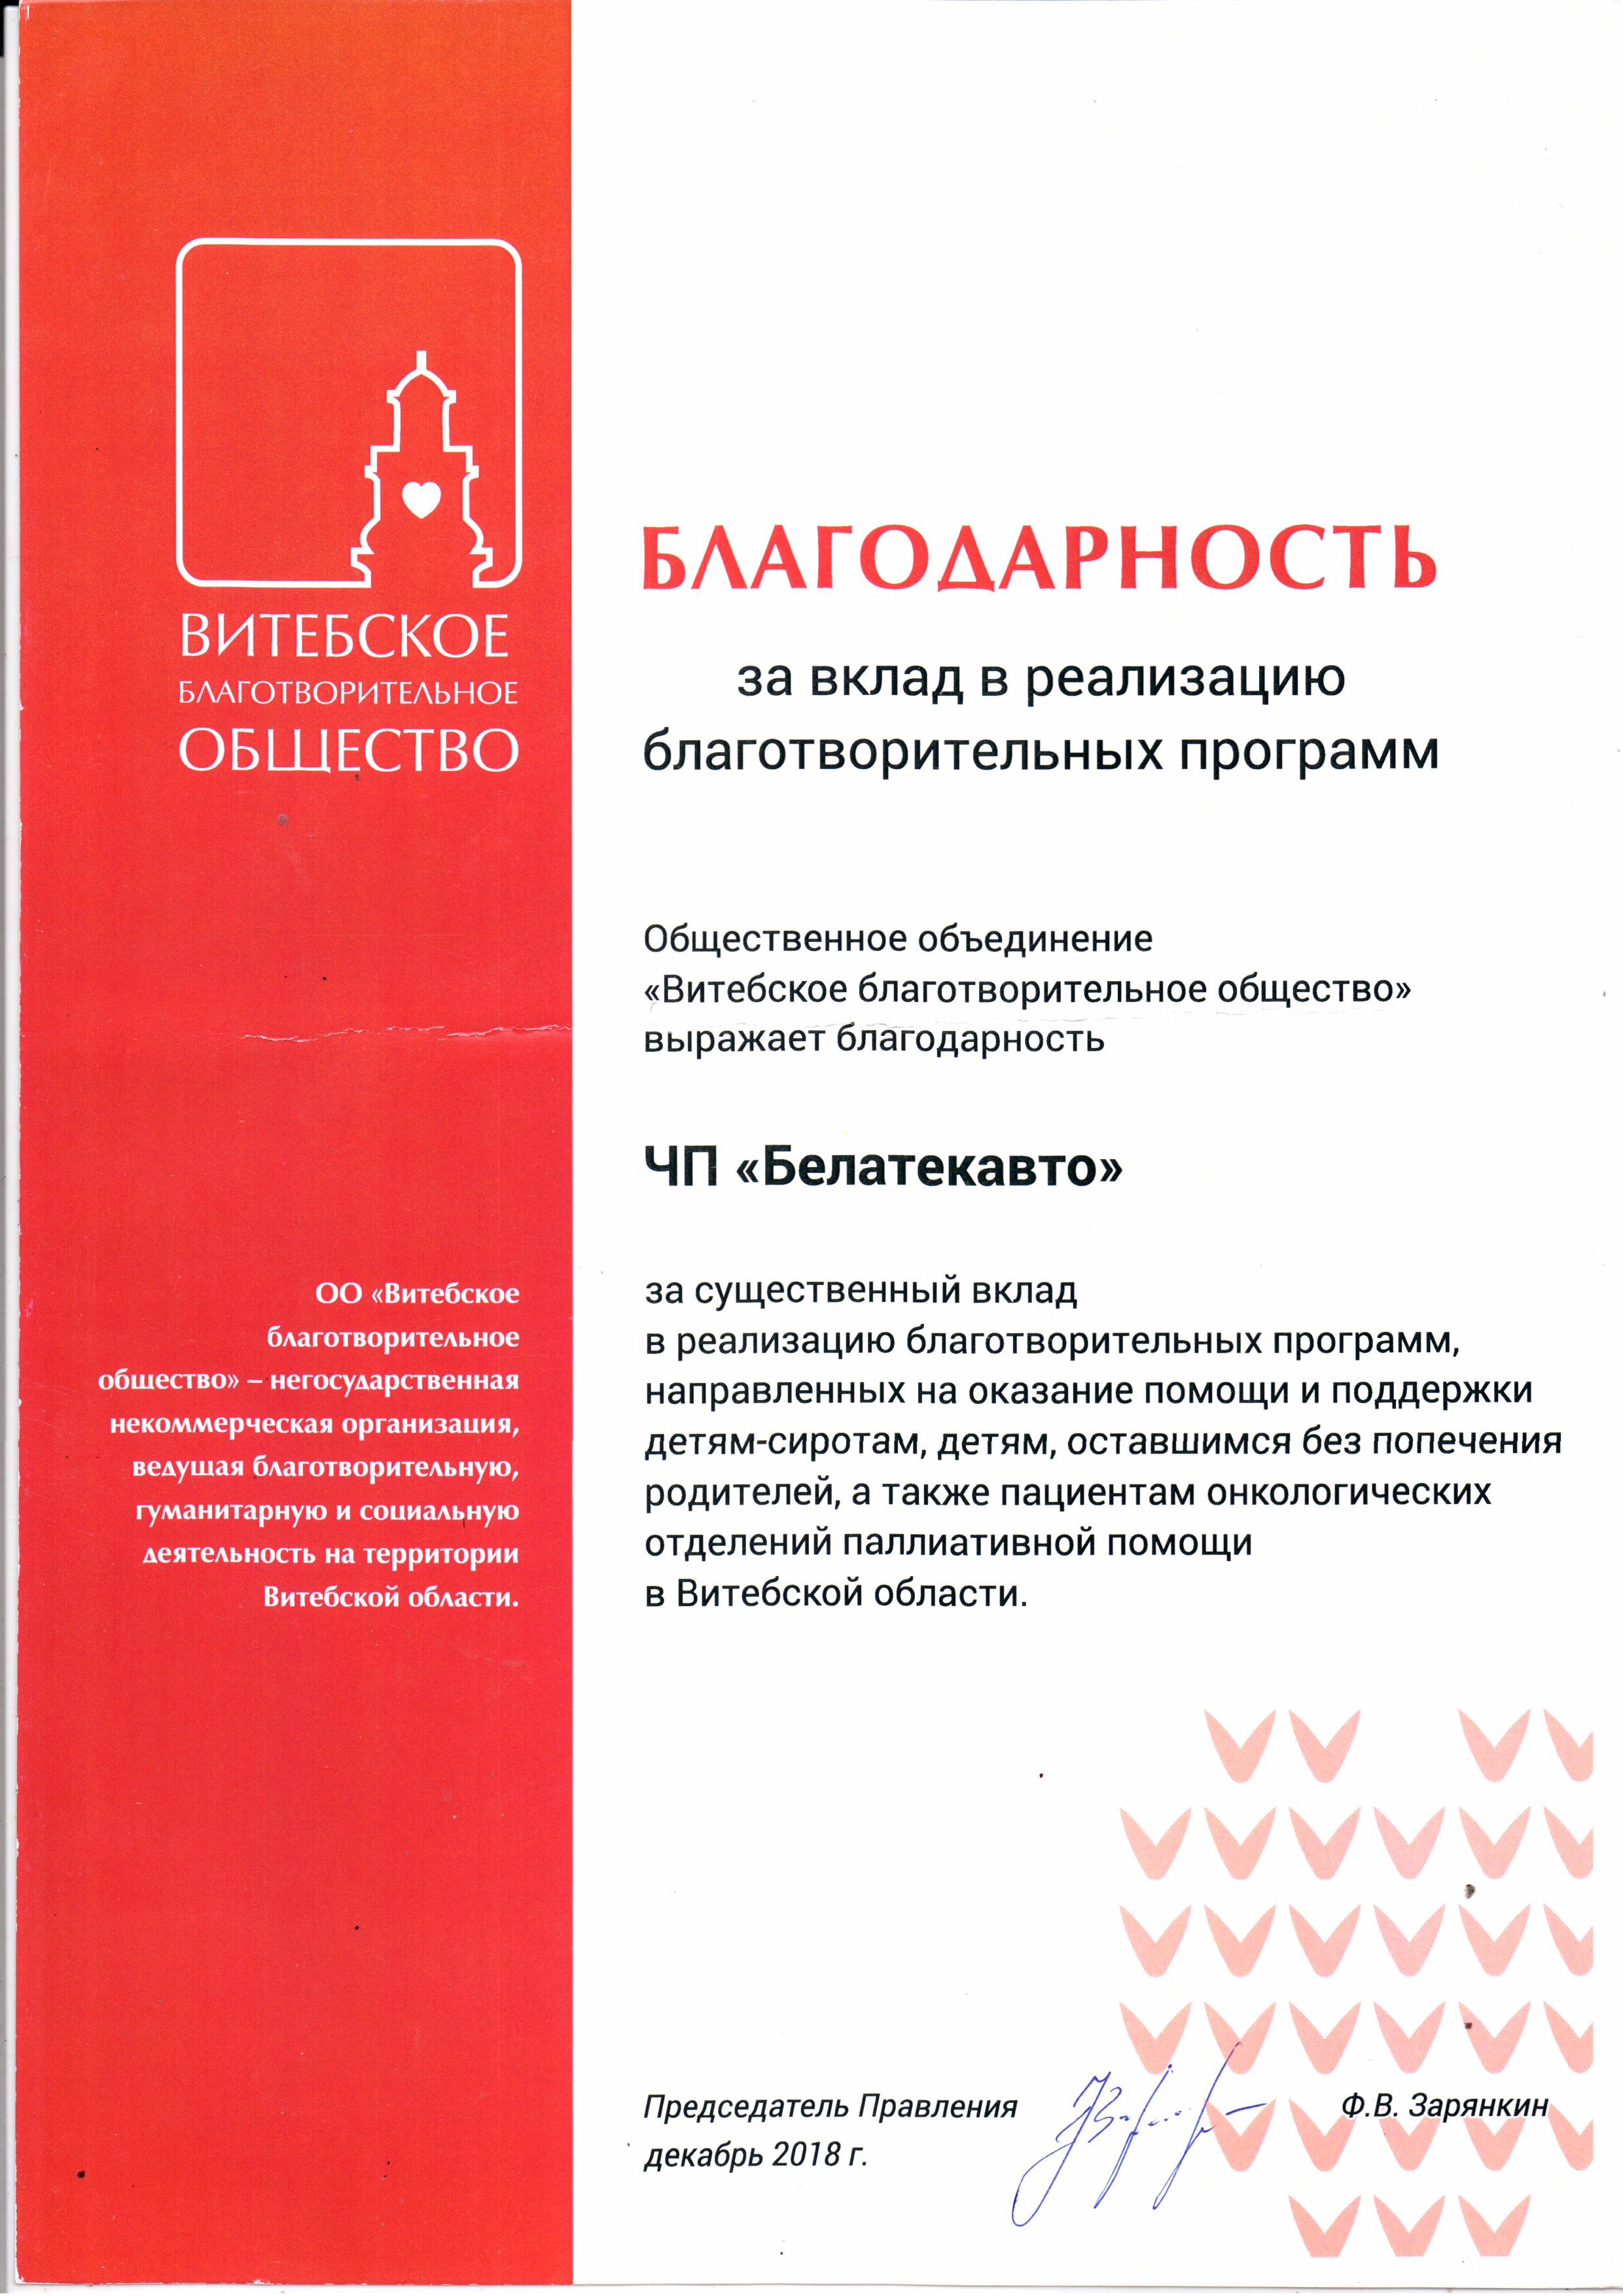 ВИТЕБСКОЕ
БЛАГОТВОРИТЕЛЬНОЕ
ОБЩЕСТВО
БЛАГОДАРНОСТЬ
за вклад в реализацию
благотворительных программ
Общественное объединение
«Витебское благотворительное общество»
выражает благодарность
ЧП «Белатекавто»
ОО «Витебское
благотворительное
общество» – негосударственная
некоммерческая организация,
ведущая благотворительную,
гуманитарную и социальную
деятельность на территории
Витебской области.
за существенный вклад
в реализацию благотворительных программ,
направленных на оказание помощи и поддержки
детям-сиротам, детям, оставшимся без попечения
родителей, а также пациентам онкологических
отделений паллиативной помощи
в Витебской области.
Председатель Правления
декабрь 2018 г.
Ф.В. Зарянкин